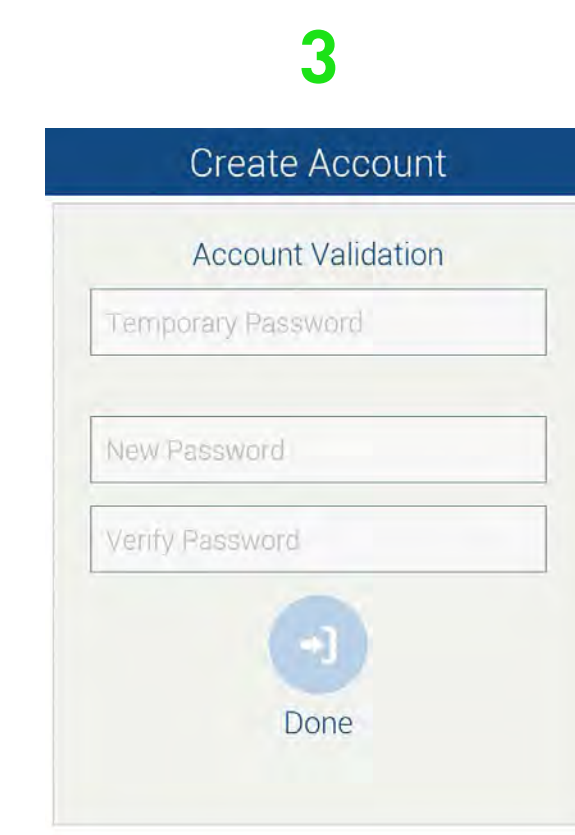 3
Create Account
Account Validation
Temporary Password
New Password
Verify Password
Done